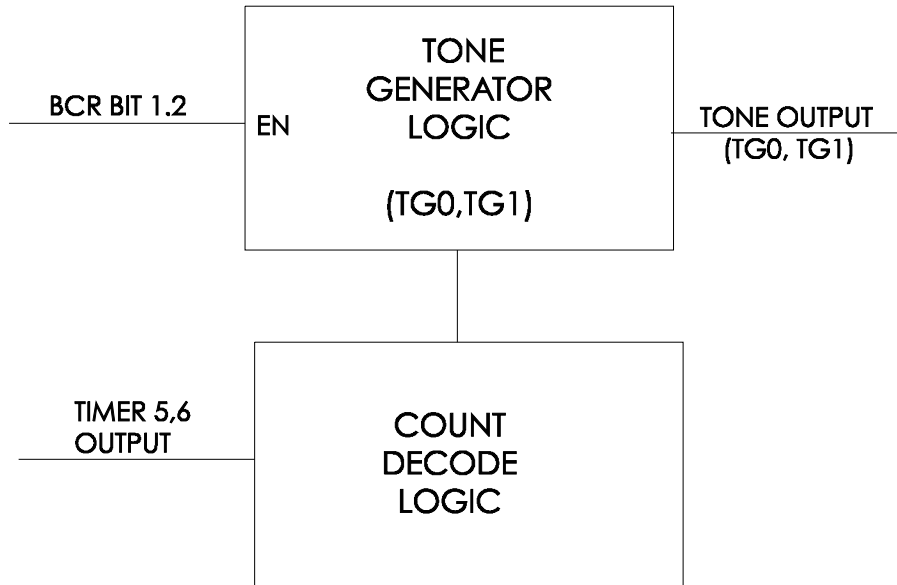 TONE
GENERATOR
LOGIC
(TG0,TG1)
BCR BIT 1.2
EN
TONE OUTPUT
(TG0, TG1)
TIMER 5,6
OUTPUT
COUNT
DECODE
LOGIC